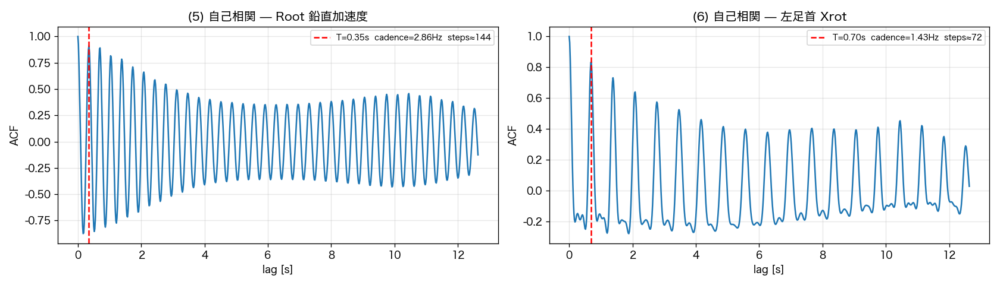 (5) 自己相関 — Root 鉛直加速度
T=0.35s cadence=2.86Hz steps≈144
1.00
0.75
0.50
0.25
0.00
-0.25
-0.50
-0.75
ACF
0 2 4 6 8 10 12
lag [s]
(6) 自己相関 — 左足首 Xrot
T=0.70s cadence=1.43Hz steps≈72
1.0
0.8
0.6
0.4
0.2
0.0
-0.2
ACF
0 2 4 6 8 10 12
lag [s]